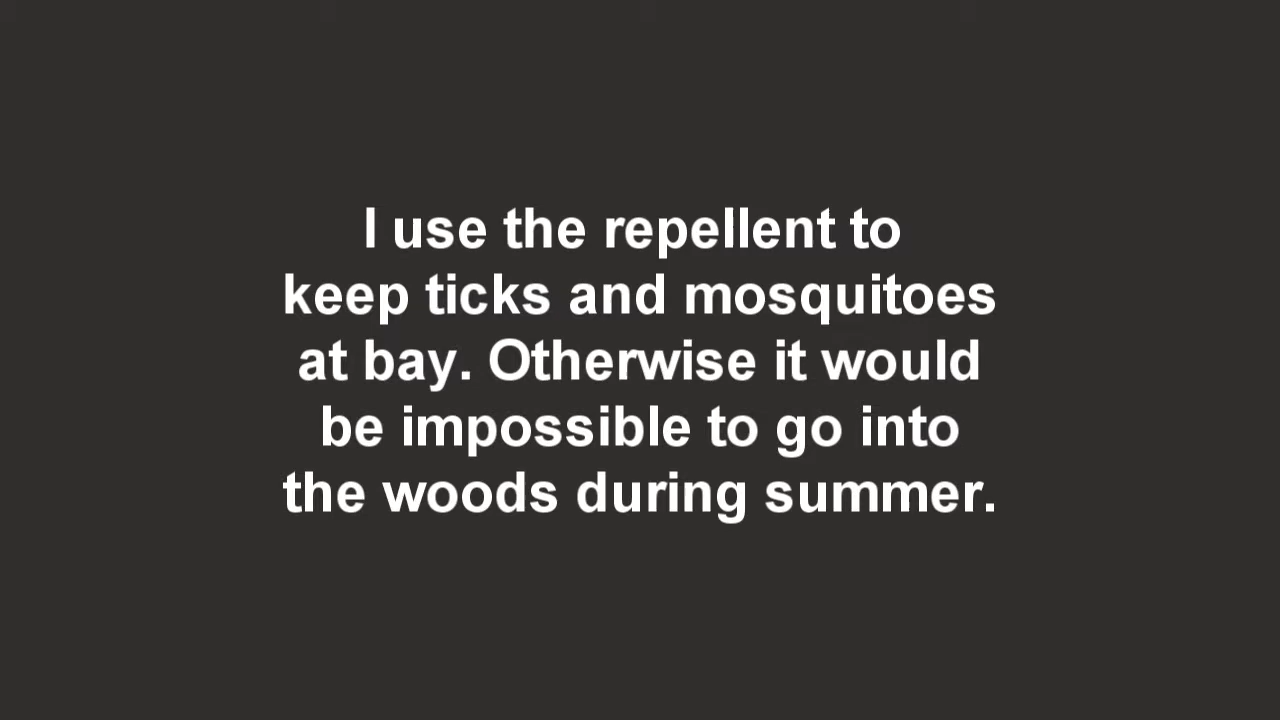 I use the repellent to
keep ticks and mosquitoes
at bay. Otherwise it would
be impossible to go into
the woods during summer.